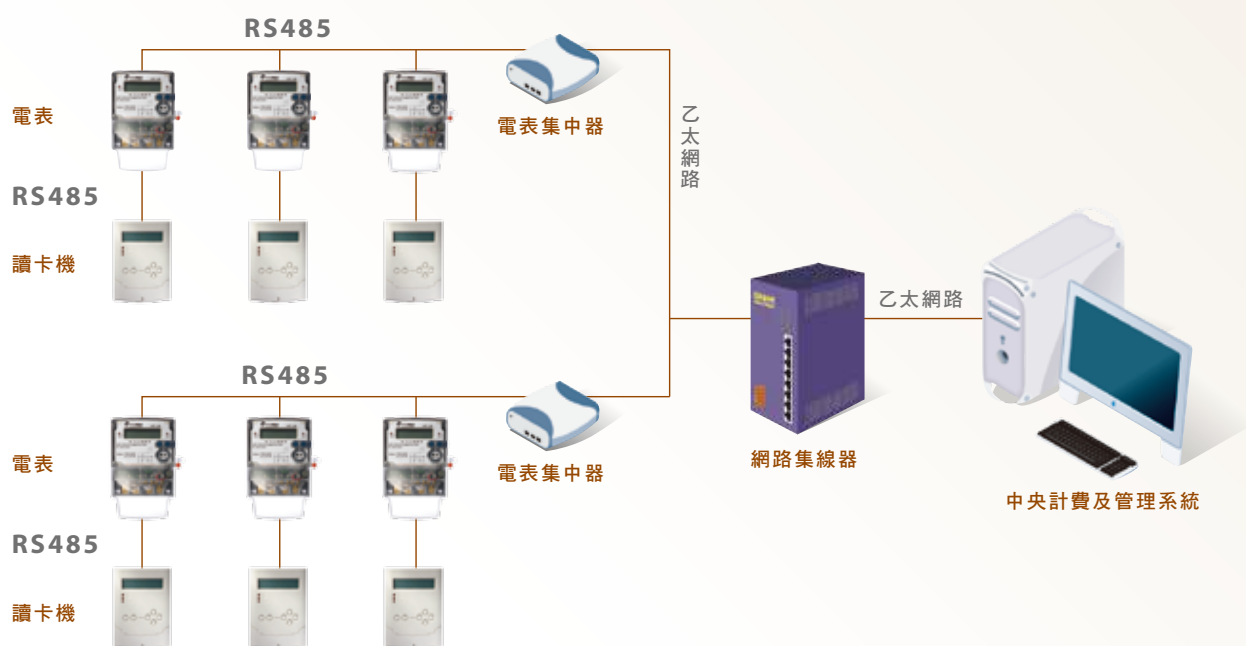 RS485
電表
電表集中器
乙太網路
RS485
讀卡機
乙太網路
RS485
電表
電表集中器
網路集線器
中央計費及管理系統
RS485
讀卡機